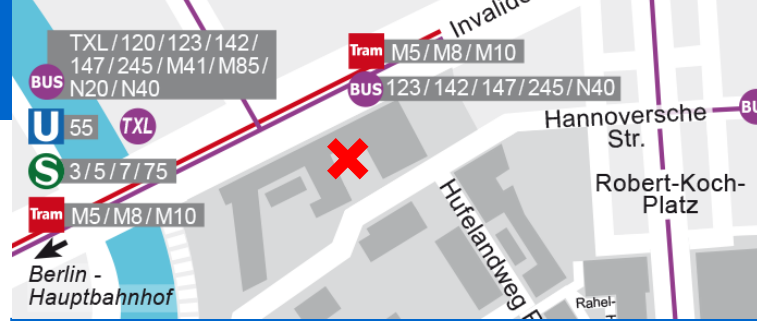 Invalide
TXL/120/123/142/
147/245/M41/M85/
BUS N20/N40
U 55 TXL
S 3/5/7/75
Tram M5/M8/M10
Berlin -
Hauptbahnhof
Tram M5/M8/M10
BUS 123/142/147/245/N40
Hannoversche
Str.
Robert-Koch-
Platz
Hufelandweg
Rahel-